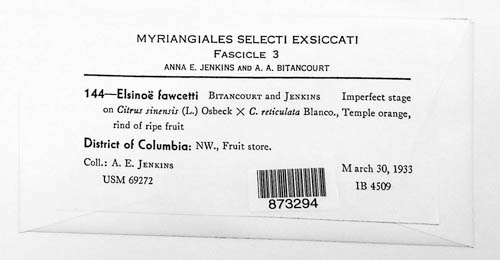 MYRIANGIALES SELECTI EXSICCATI
FASCICLE 3
ANNA E. JENKINS AND A. A. BITANCOURT
144—Elsinoë fawcetti BITANCOURT and JENKINS Imperfect stage
on Citrus sinensis (L.) Osbeck × C. reticulata Blanco., Temple orange,
rind of ripe fruit
District of Columbia: NW., Fruit store.
Coll.: A. E. JENKINS March 30, 1933
USM 69272 IB 4509
873294